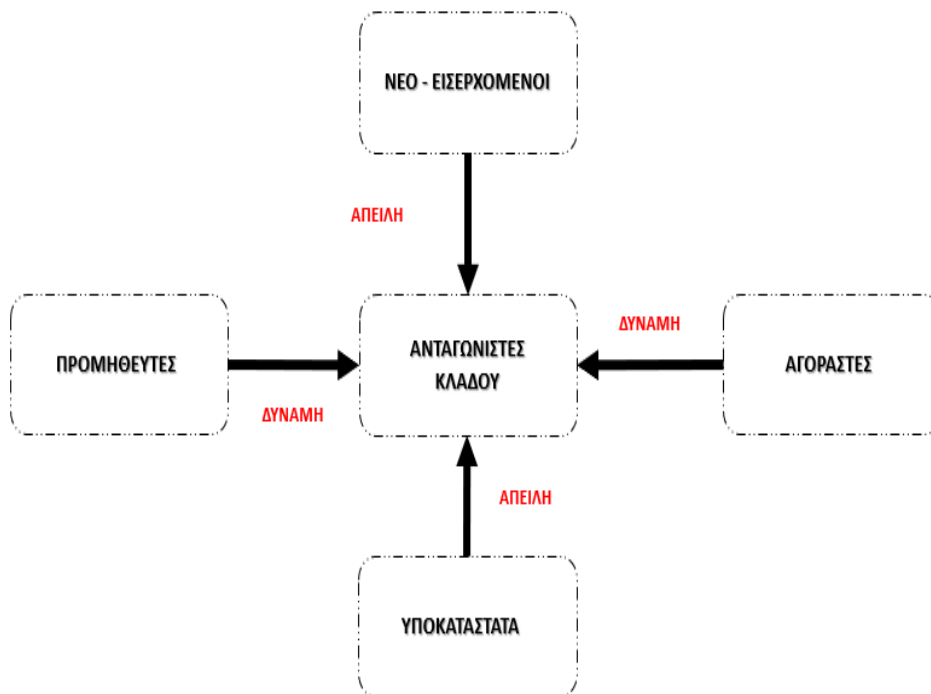 ΝΕΟ - ΕΙΣΕΡΧΟΜΕΝΟΙ
ΑΠΕΙΛΗ
ΠΡΟΜΗΘΕΥΤΕΣ
ΔΥΝΑΜΗ
ΑΝΤΑΓΩΝΙΣΤΕΣ
ΚΛΑΔΟΥ
ΔΥΝΑΜΗ
ΑΓΟΡΑΣΤΕΣ
ΑΠΕΙΛΗ
ΥΠΟΚΑΤΑΣΤΑΤΑ